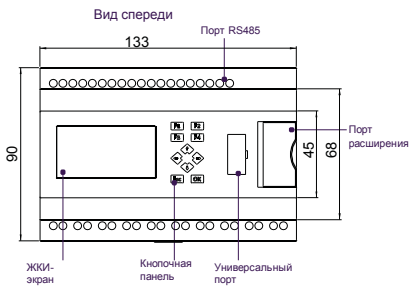 Вид спереди
Порт RS485
133
90
F1 F2
F3 F4
Esc OK
45
68
Порт
расширения
ЖКИ-
экран
Кнопочная
панель
Универсальный
порт